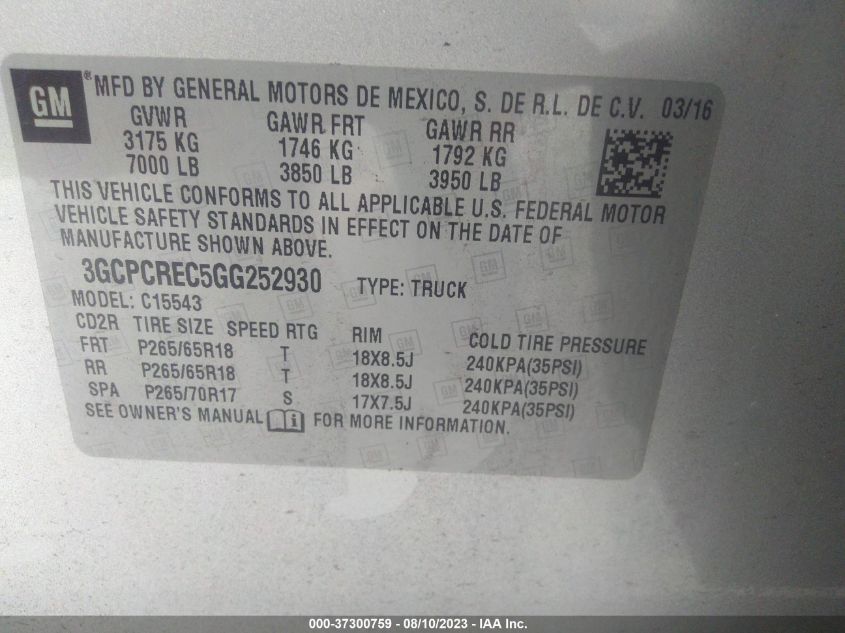 GM ® MFD BY GENERAL MOTORS DE MEXICO, S. DE R.L. DE C.V. 03/16
GVWR GAWR FRT GAWR RR
3175 KG 1746 KG 1792 KG
7000 LB 3850 LB 3950 LB
THIS VEHICLE CONFORMS TO ALL APPLICABLE U.S. FEDERAL MOTOR
VEHICLE SAFETY STANDARDS IN EFFECT ON THE DATE OF
MANUFACTURE SHOWN ABOVE.
3GCPCREC5GG252930 TYPE: TRUCK
MODEL: C15543
CD2R TIRE SIZE SPEED RTG RIM COLD TIRE PRESSURE
FRT P265/65R18 T 18X8.5J 240KPA(35PSI)
RR P265/65R18 T 18X8.5J 240KPA(35PSI)
SPA P265/70R17 S 17X7.5J 240KPA(35PSI)
SEE OWNER'S MANUAL i FOR MORE INFORMATION.
000-37300759 - 08/10/2023 - IAA Inc.